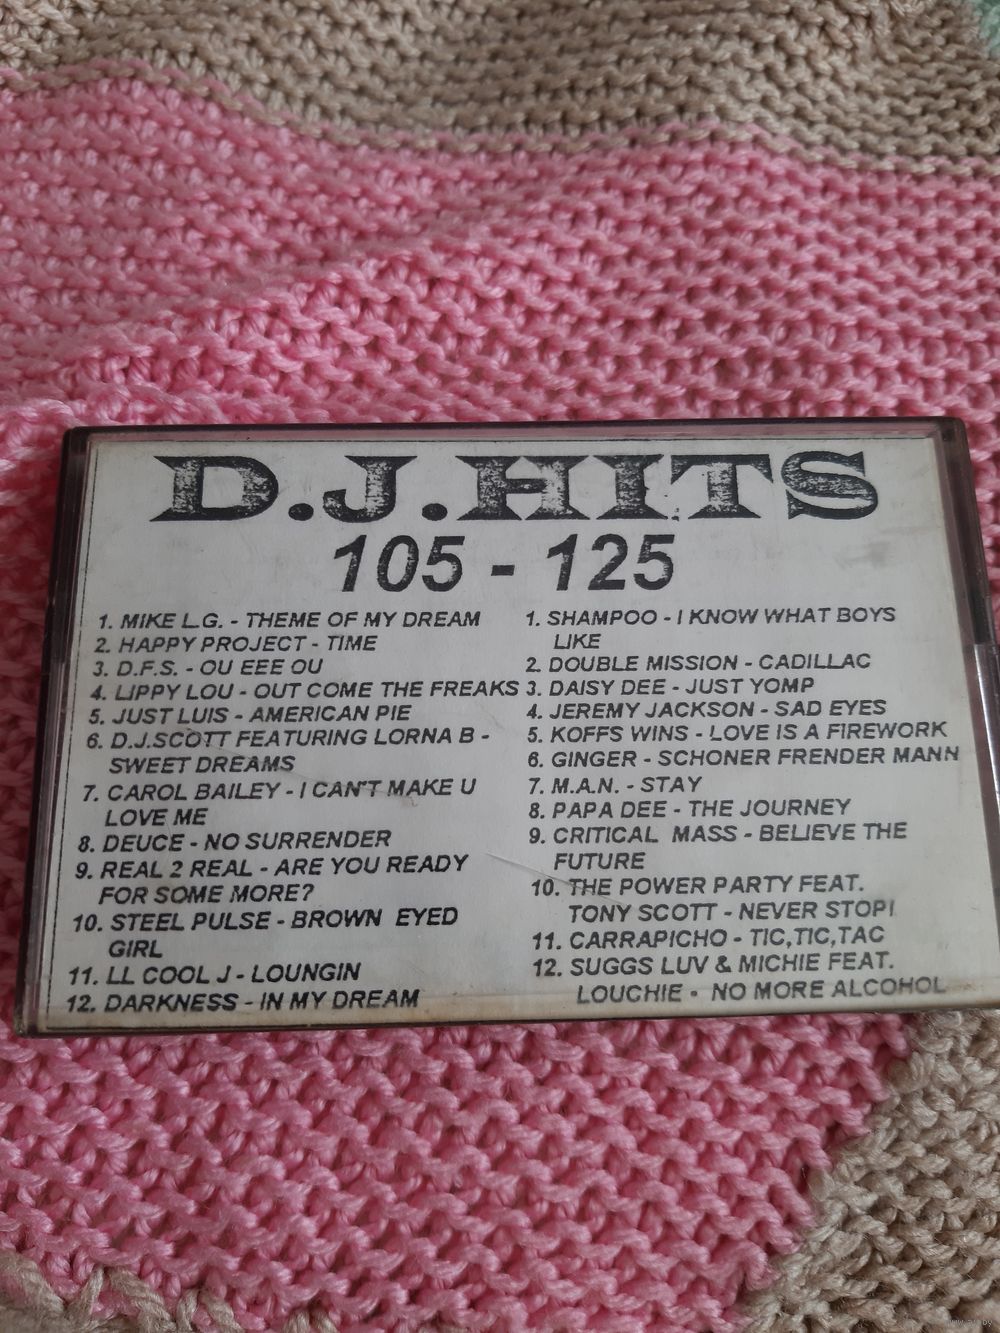 D.J.HITS
105 - 125
1. MIKE L.G. - THEME OF MY DREAM
2. HAPPY PROJECT - TIME
3. D.F.S. - OU EEE OU
4. LIPPY LOU - OUT COME THE FREAKS
5. JUST LUIS - AMERICAN PIE
6. D.J.SCOTT FEATURING LORNA B -
SWEET DREAMS
7. CAROL BAILEY - I CAN'T MAKE U
LOVE ME
8. DEUCE - NO SURRENDER
9. REAL 2 REAL - ARE YOU READY
FOR SOME MORE?
10. STEEL PULSE - BROWN EYED
GIRL
11. LL COOL J - LOUNGIN
12. DARKNESS - IN MY DREAM
1. SHAMPOO - I KNOW WHAT BOYS
LIKE
2. DOUBLE MISSION - CADILLAC
3. DAISY DEE - JUST YOMP
4. JEREMY JACKSON - SAD EYES
5. KOFFS WINS - LOVE IS A FIREWORK
6. GINGER - SCHONER FRENDER MANN
7. M.A.N. - STAY
8. PAPA DEE - THE JOURNEY
9. CRITICAL MASS - BELIEVE THE
FUTURE
10. THE POWER PARTY FEAT.
TONY SCOTT - NEVER STOP!
11. CARRAPICHO - TIC,TIC,TAC
12. SUGGS LUV & MICHIE FEAT.
LOUCHIE - NO MORE ALCOHOL